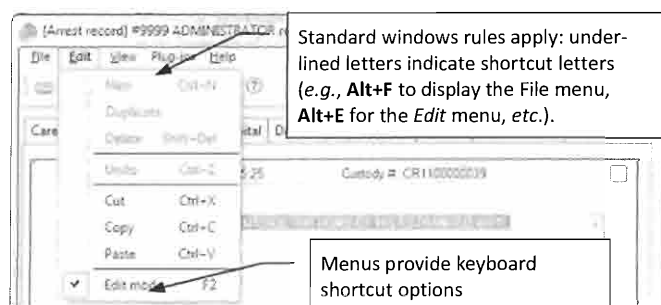 [Arrest record] #9999 ADMINISTRATOR
File Edit View Plug-ins Help
Standard windows rules apply: under-
lined letters indicate shortcut letters
(e.g., Alt+F to display the File menu,
Alt+E for the Edit menu, etc.).
New Ctrl-N
Duplicate
Delete Shift-Del
Undo Ctrl-Z
Custody # CR1100000039
Cut Ctrl+X
Copy Ctrl+C
Paste Ctrl-V
Edit mode F2
Menus provide keyboard
shortcut options